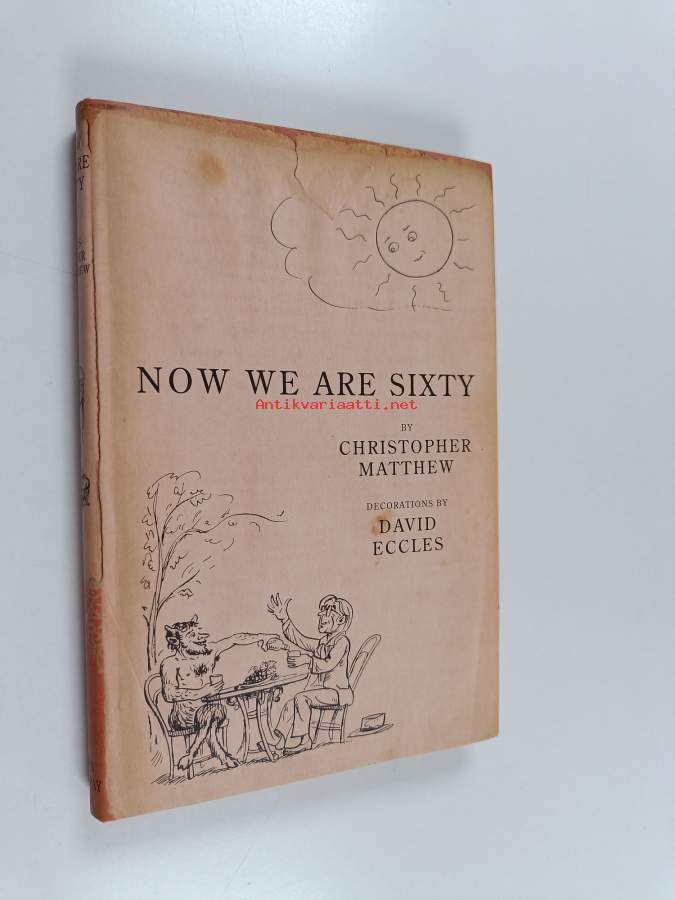 NOW WE ARE SIXTY
Antikvariaatti.net
BY
CHRISTOPHER
MATTHEW
DECORATIONS BY
DAVID
ECCLES